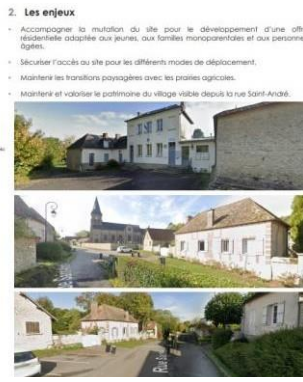 2. Les enjeux
- Accompagner la mutation du site pour le développement d'une offre
résidentielle adaptée aux jeunes, aux familles monoparentales et aux personnes
âgées.
- Sécuriser l'accès au site pour les différents modes de déplacement.
- Maintenir les transitions paysagères avec les prairies agricoles.
- Maintenir et valoriser le patrimoine du village visible depuis la rue Saint-André.